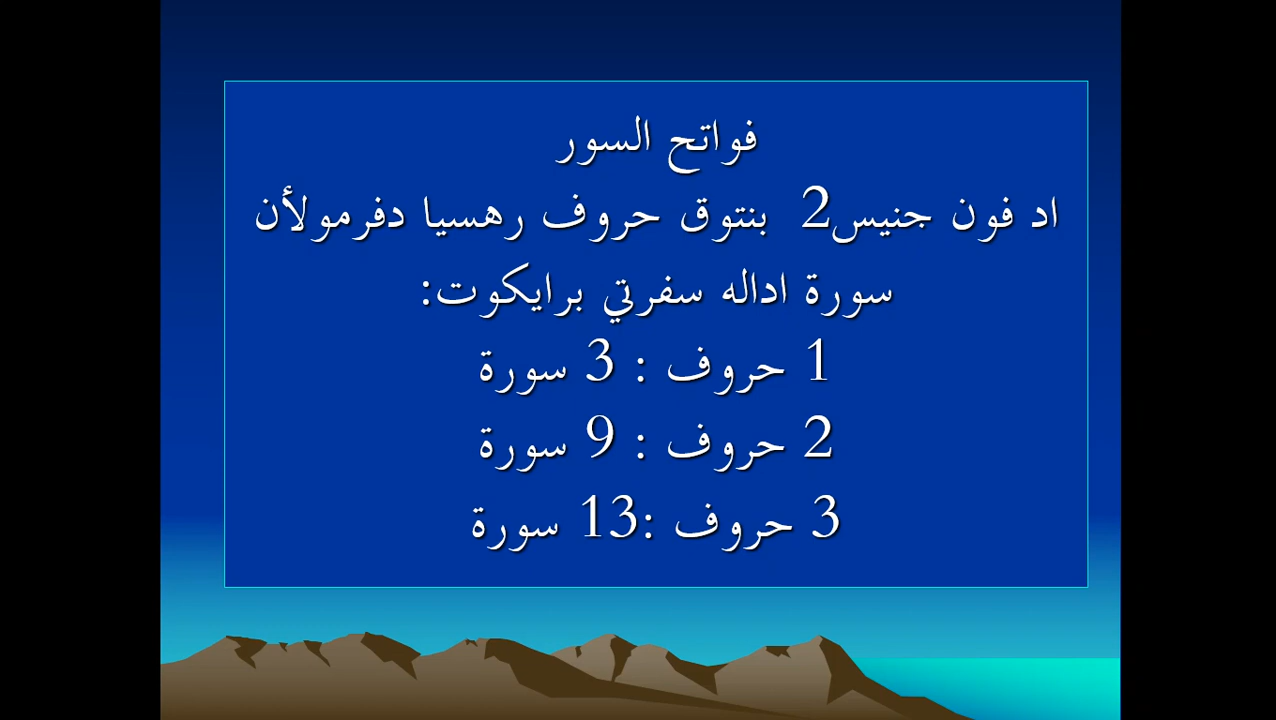 فواتح السور
اد فون جنيس2 بنتوق حروف رهسيا دفرمولأن
سورة اداله سفرتي برايكوت:
1 حروف : 3 سورة
2 حروف : 9 سورة
3 حروف :13 سورة